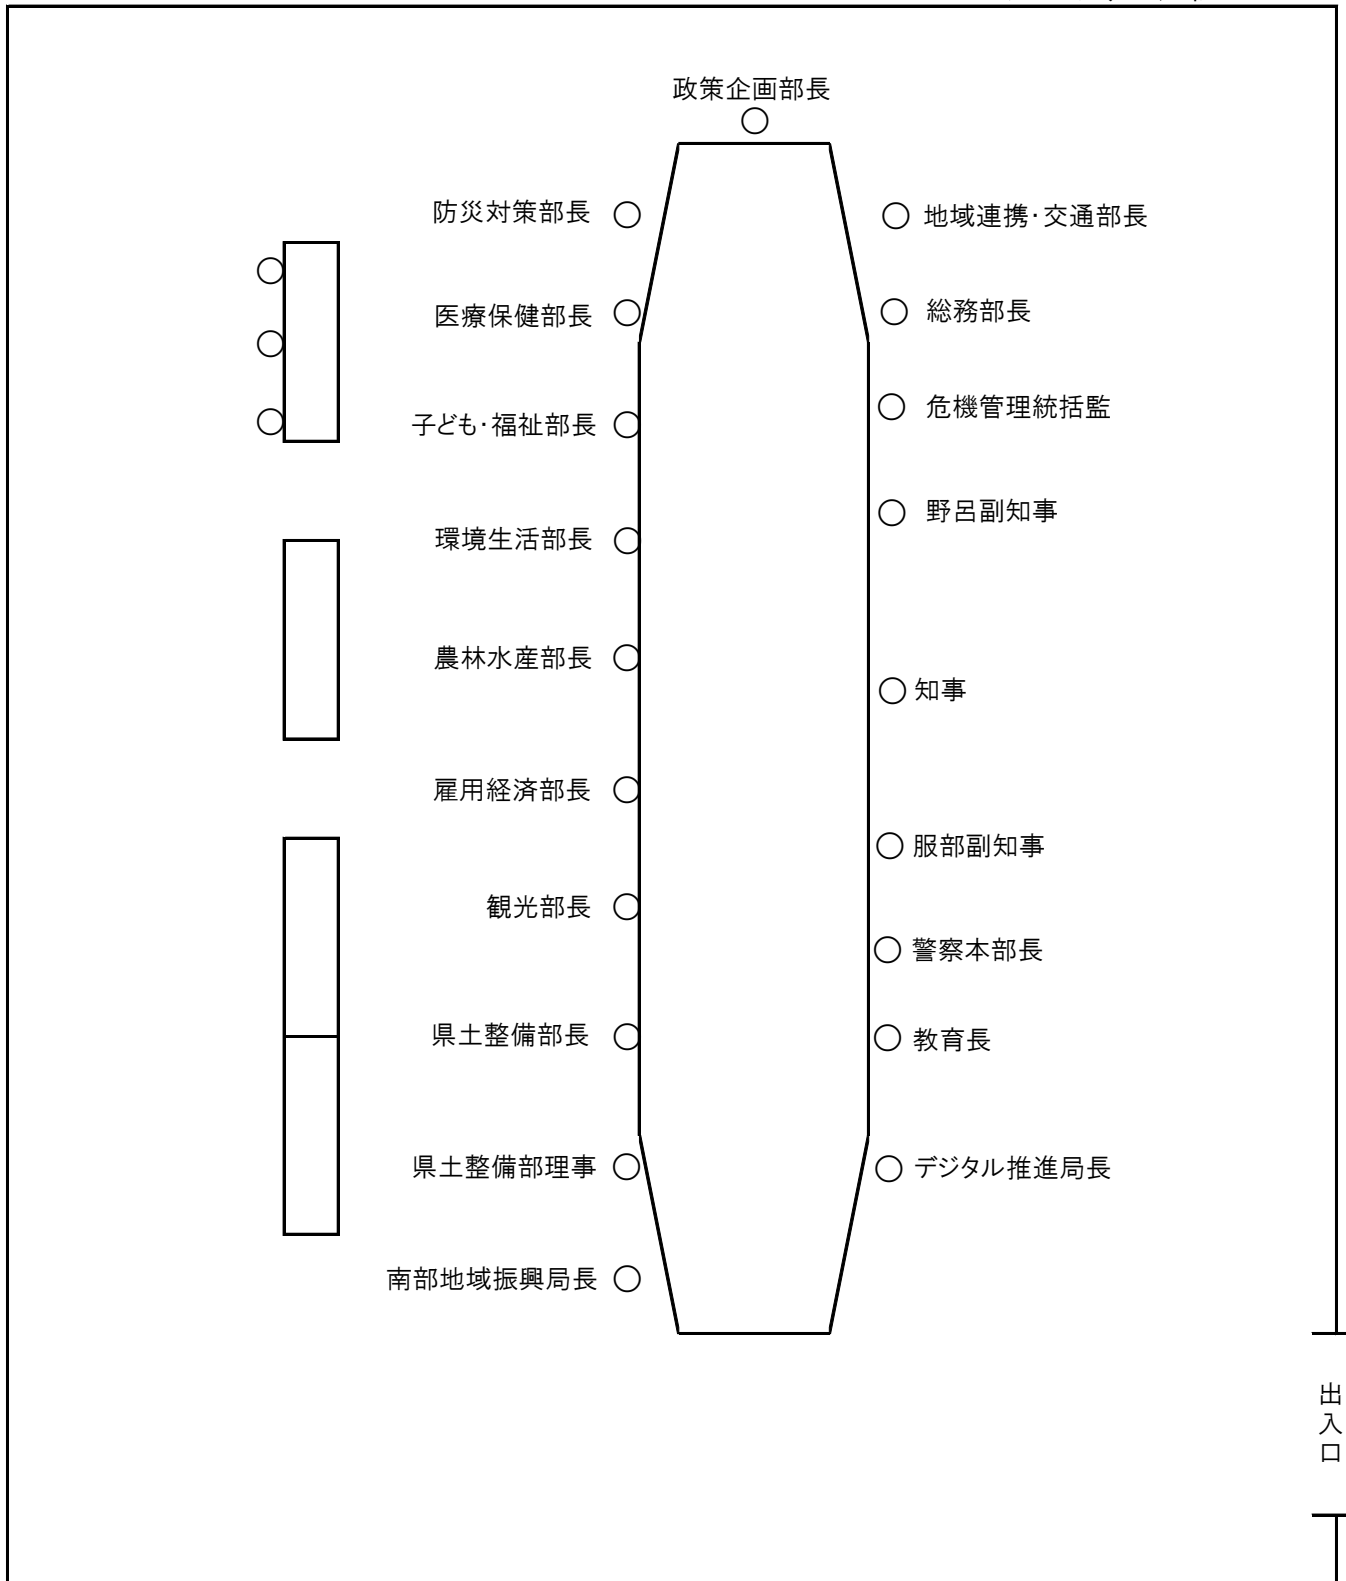 政策企画部長
防災対策部長
地域連携・交通部長
医療保健部長
総務部長
子ども・福祉部長
危機管理統括監
環境生活部長
野呂副知事
農林水産部長
知事
雇用経済部長
服部副知事
観光部長
警察本部長
県土整備部長
教育長
県土整備部理事
デジタル推進局長
南部地域振興局長
出入口